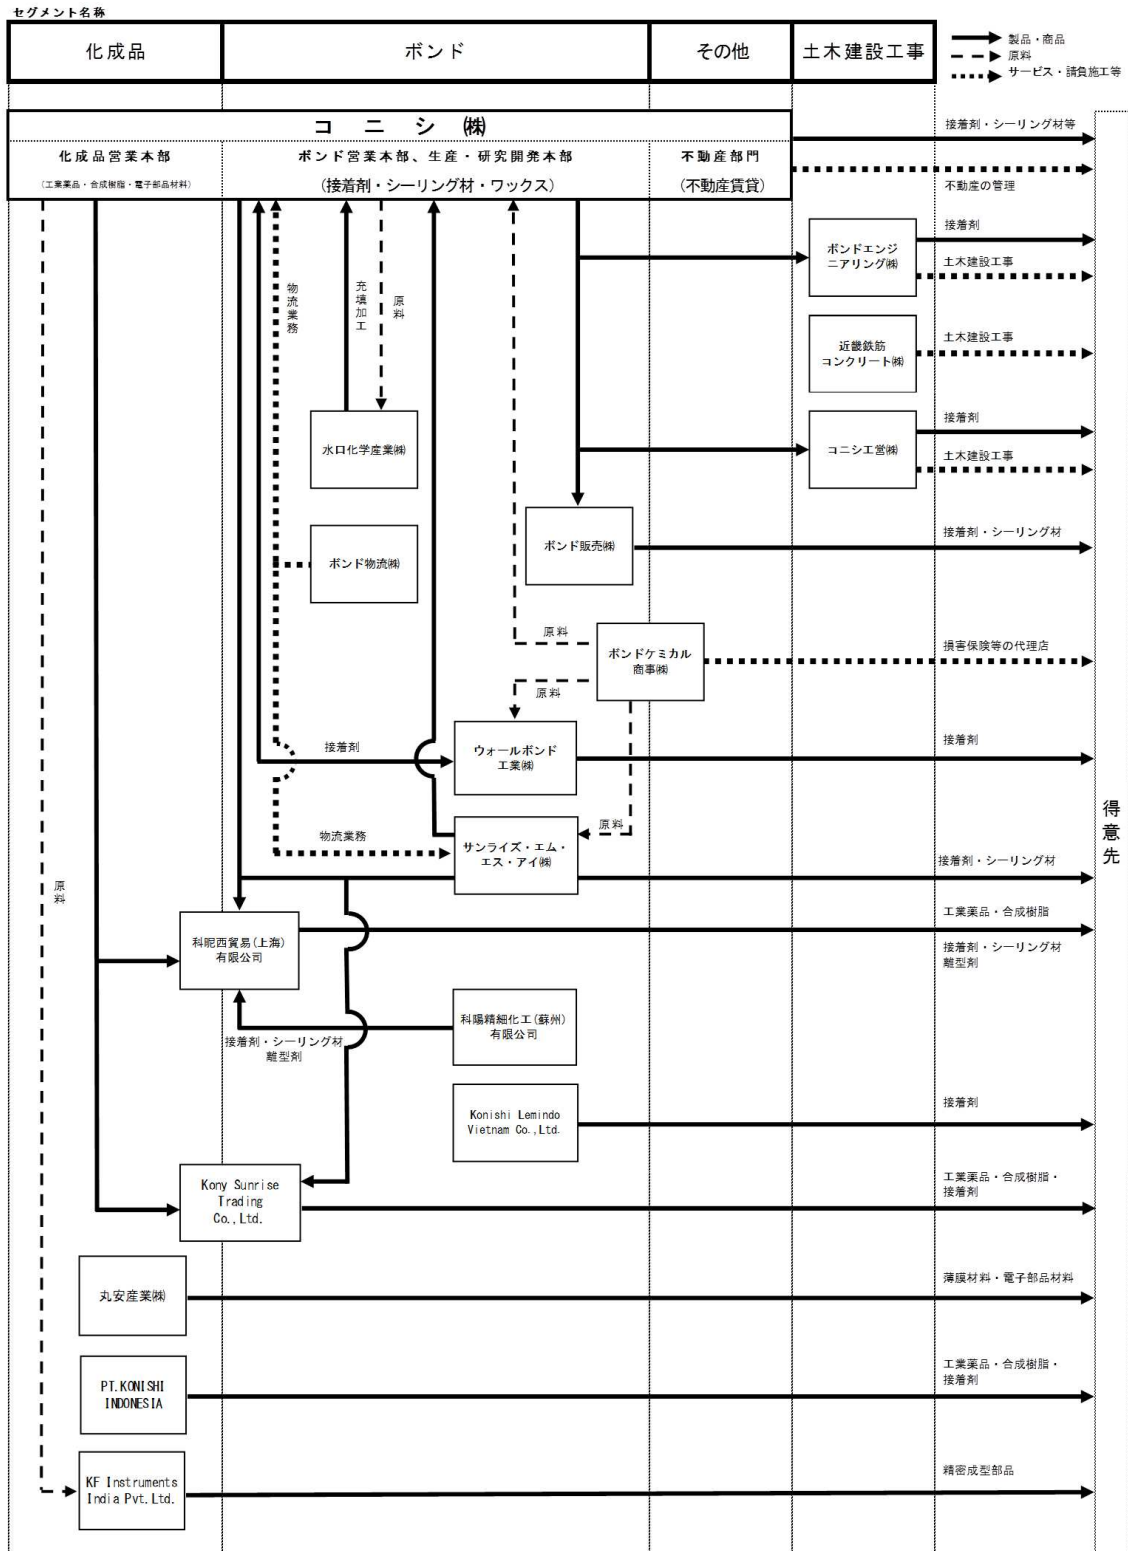 セグメント名称
化成品
ボンド
その他
土木建設工事
製品・商品
原料
サービス・請負施工等
コニシ㈱
化成品営業本部
(工業薬品・合成樹脂・電子部品材料)
ボンド営業本部、生産・研究開発本部
(接着剤・シーリング材・ワックス)
不動産部門
(不動産賃貸)
接着剤・シーリング材等
不動産の管理
ボンドエンジ
ニアリング㈱
接着剤
土木建設工事
物流業務
充填加工
原料
近畿鉄筋
コンクリート㈱
土木建設工事
水口化学産業㈱
コニシ工営㈱
接着剤
土木建設工事
ボンド物流㈱
ボンド販売㈱
接着剤・シーリング材
原料
ボンドケミカル
商事㈱
損害保険等の代理店
原料
接着剤
ウォールボンド
工業㈱
接着剤
得意先
物流業務
サンライズ・エム・
エス・アイ㈱
原料
接着剤・シーリング材
原料
科昵西貿易(上海)
有限公司
工業薬品・合成樹脂
接着剤・シーリング材
離型剤
科陽精細化工(蘇州)
有限公司
接着剤・シーリング材
離型剤
Konishi Lemindo
Vietnam Co.,Ltd.
接着剤
Kony Sunrise
Trading
Co.,Ltd.
工業薬品・合成樹脂・
接着剤
丸安産業㈱
薄膜材料・電子部品材料
PT.KONISHI
INDONESIA
工業薬品・合成樹脂・
接着剤
KF Instruments
India Pvt.Ltd.
精密成型部品